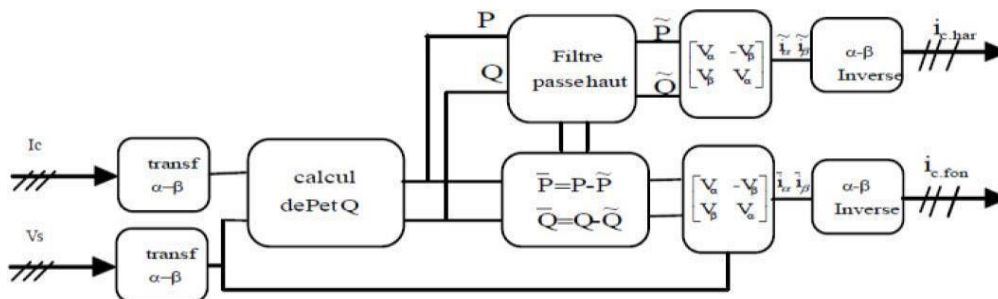 Ic
Vs
transf
α-β
transf
α-β
calcul
dePet Q
P
Q
Filtre
passe haut
P̃
Q̃
P̄=P-P̃
Q̄=Q-Q̃
Vα -Vβ
Vβ Vα
ĩα ĩβ
α-β
Inverse
ic.har
Vα -Vβ
Vβ Vα
īα īβ
α-β
Inverse
ic.fon